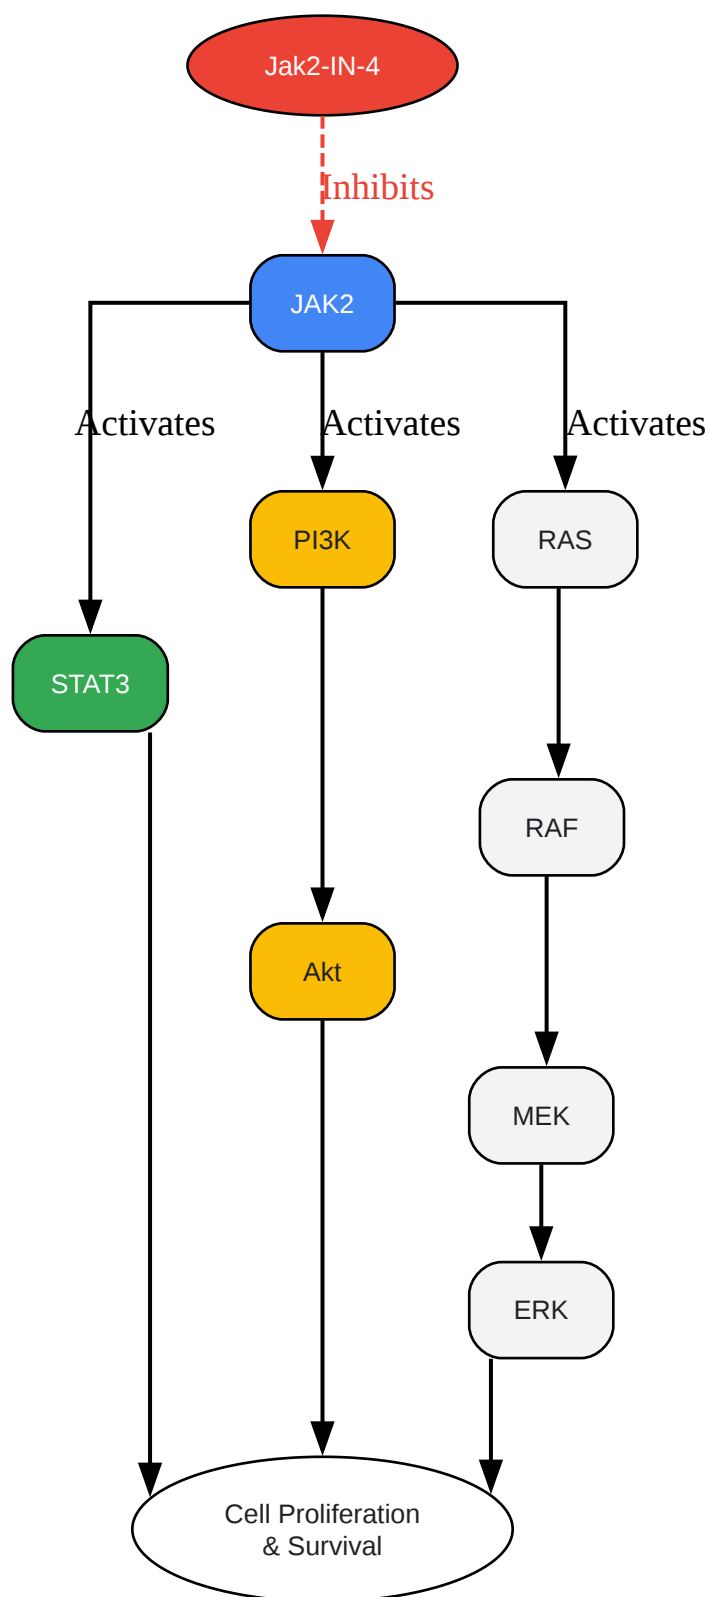 Jak2-IN-4
Inhibits
JAK2
Activates
Activates
Activates
PI3K
RAS
STAT3
RAF
Akt
MEK
ERK
Cell Proliferation
& Survival